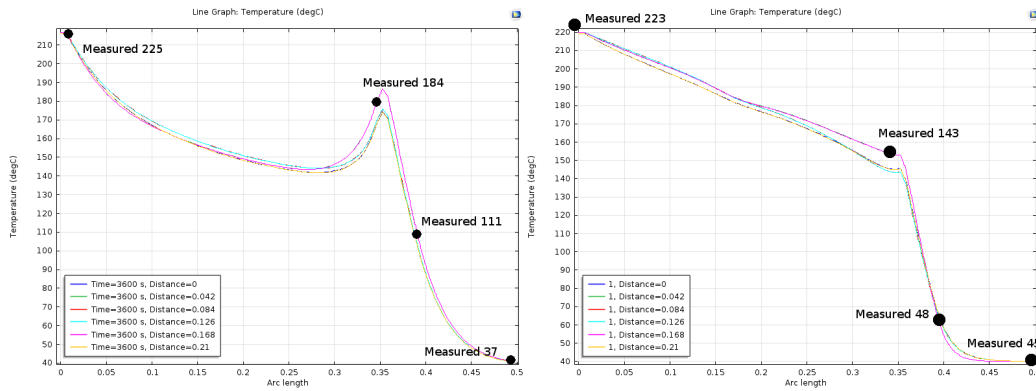 Line Graph: Temperature (degC)
Temperature (degC)
210
200
190
180
170
160
150
140
130
120
110
100
90
80
70
60
50
40
Measured 225
Measured 184
Measured 111
Measured 37
Time=3600 s, Distance=0
Time=3600 s, Distance=0.042
Time=3600 s, Distance=0.084
Time=3600 s, Distance=0.126
Time=3600 s, Distance=0.168
Time=3600 s, Distance=0.21
0 0.05 0.1 0.15 0.2 0.25 0.3 0.35 0.4 0.45 0.5
Arc length
Line Graph: Temperature (degC)
Temperature (degC)
220
210
200
190
180
170
160
150
140
130
120
110
100
90
80
70
60
50
40
Measured 223
Measured 143
Measured 48
Measured 45
1, Distance=0
1, Distance=0.042
1, Distance=0.084
1, Distance=0.126
1, Distance=0.168
1, Distance=0.21
0 0.05 0.1 0.15 0.2 0.25 0.3 0.35 0.4 0.45 0.5
Arc length